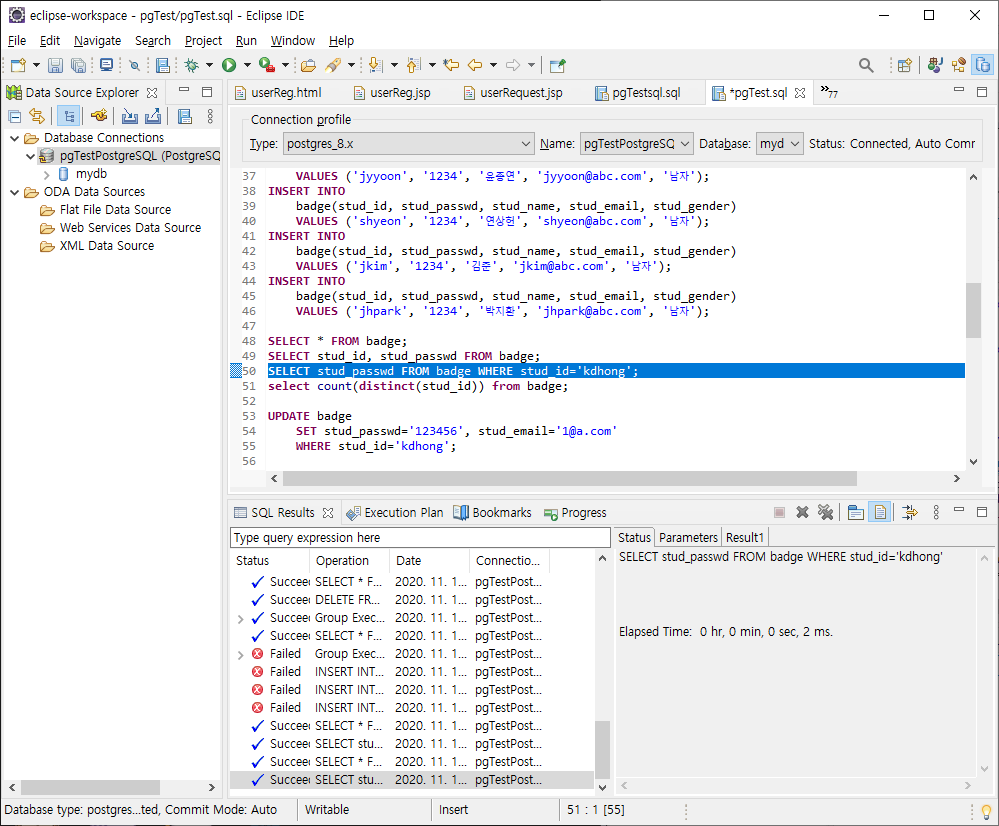 eclipse-workspace - pgTest/pgTest.sql - Eclipse IDE
File Edit Navigate Search Project Run Window Help
Data Source Explorer
userReg.html userReg.jsp userRequest.jsp pgTestsql.sql *pgTest.sql »77
Database Connections
pgTestPostgreSQL (PostgreSQ
mydb
ODA Data Sources
Flat File Data Source
Web Services Data Source
XML Data Source
Connection profile
Type: postgres_8.x Name: pgTestPostgreSQ Database: myd Status: Connected, Auto Comr
37 VALUES ('jyyoon', '1234', '윤종연', 'jyyoon@abc.com', '남자');
38 INSERT INTO
39 badge(stud_id, stud_passwd, stud_name, stud_email, stud_gender)
40 VALUES ('shyeon', '1234', '연상헌', 'shyeon@abc.com', '남자');
41 INSERT INTO
42 badge(stud_id, stud_passwd, stud_name, stud_email, stud_gender)
43 VALUES ('jkim', '1234', '김준', 'jkim@abc.com', '남자');
44 INSERT INTO
45 badge(stud_id, stud_passwd, stud_name, stud_email, stud_gender)
46 VALUES ('jhpark', '1234', '박지환', 'jhpark@abc.com', '남자');
47
48 SELECT * FROM badge;
49 SELECT stud_id, stud_passwd FROM badge;
50 SELECT stud_passwd FROM badge WHERE stud_id='kdhong';
51 select count(distinct(stud_id)) from badge;
52
53 UPDATE badge
54 SET stud_passwd='123456', stud_email='1@a.com'
55 WHERE stud_id='kdhong';
56
SQL Results Execution Plan Bookmarks Progress
Type query expression here
Status Operation Date Connectio...
Succeec SELECT * F... 2020. 11. 1... pgTestPost...
Succeec DELETE FR... 2020. 11. 1... pgTestPost...
Succeec Group Exec... 2020. 11. 1... pgTestPost...
Succeec SELECT * F... 2020. 11. 1... pgTestPost...
Failed Group Exec... 2020. 11. 1... pgTestPost...
Failed INSERT INT... 2020. 11. 1... pgTestPost...
Failed INSERT INT... 2020. 11. 1... pgTestPost...
Failed INSERT INT... 2020. 11. 1... pgTestPost...
Succeec SELECT * F... 2020. 11. 1... pgTestPost...
Succeec SELECT stu... 2020. 11. 1... pgTestPost...
Succeec SELECT * F... 2020. 11. 1... pgTestPost...
Succeec SELECT stu... 2020. 11. 1... pgTestPost...
Status Parameters Result1
SELECT stud_passwd FROM badge WHERE stud_id='kdhong'
Elapsed Time: 0 hr, 0 min, 0 sec, 2 ms.
Database type: postgres...ted, Commit Mode: Auto Writable Insert 51 : 1 [55]